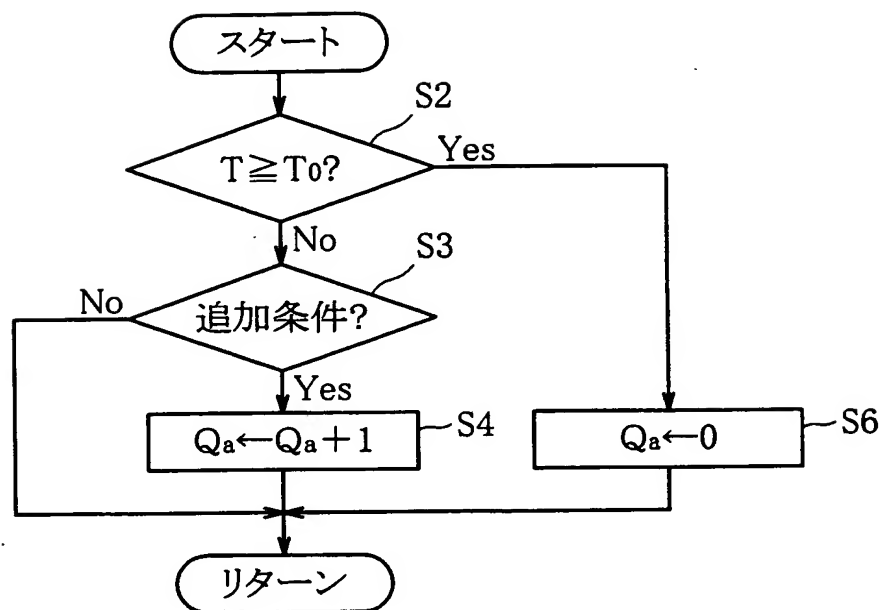 スタート
S2
T≧T0?
Yes
No
S3
No
追加条件?
Yes
Qa←Qa+1
S4
Qa←0
S6
リターン